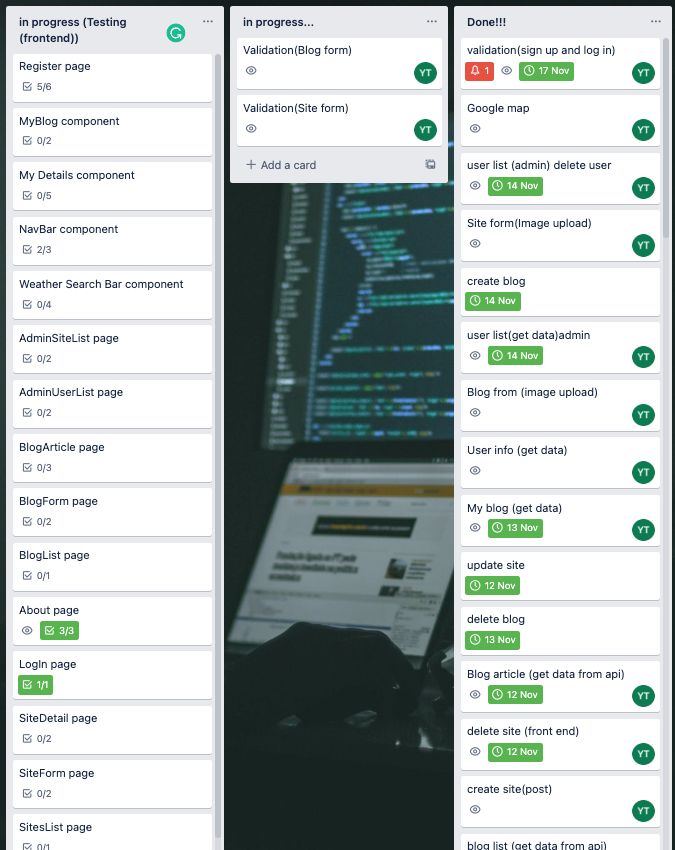 in progress (Testing
(frontend))
Register page
5/6
MyBlog component
0/2
My Details component
0/5
NavBar component
2/3
Weather Search Bar component
0/4
AdminSiteList page
0/2
AdminUserList page
0/2
BlogArticle page
0/3
BlogForm page
0/2
BlogList page
0/1
About page
3/3
LogIn page
1/1
SiteDetail page
0/2
SiteForm page
0/2
SitesList page
0/1
in progress...
Validation(Blog form)
YT
Validation(Site form)
YT
+ Add a card
Done!!!
validation(sign up and log in)
1
17 Nov
YT
Google map
YT
user list (admin) delete user
14 Nov
YT
Site form(Image upload)
YT
create blog
14 Nov
user list(get data)admin
14 Nov
YT
Blog from (image upload)
YT
User info (get data)
YT
My blog (get data)
13 Nov
YT
update site
12 Nov
delete blog
13 Nov
Blog article (get data from api)
12 Nov
YT
delete site (front end)
12 Nov
YT
create site(post)
YT
blog list (get data from api)